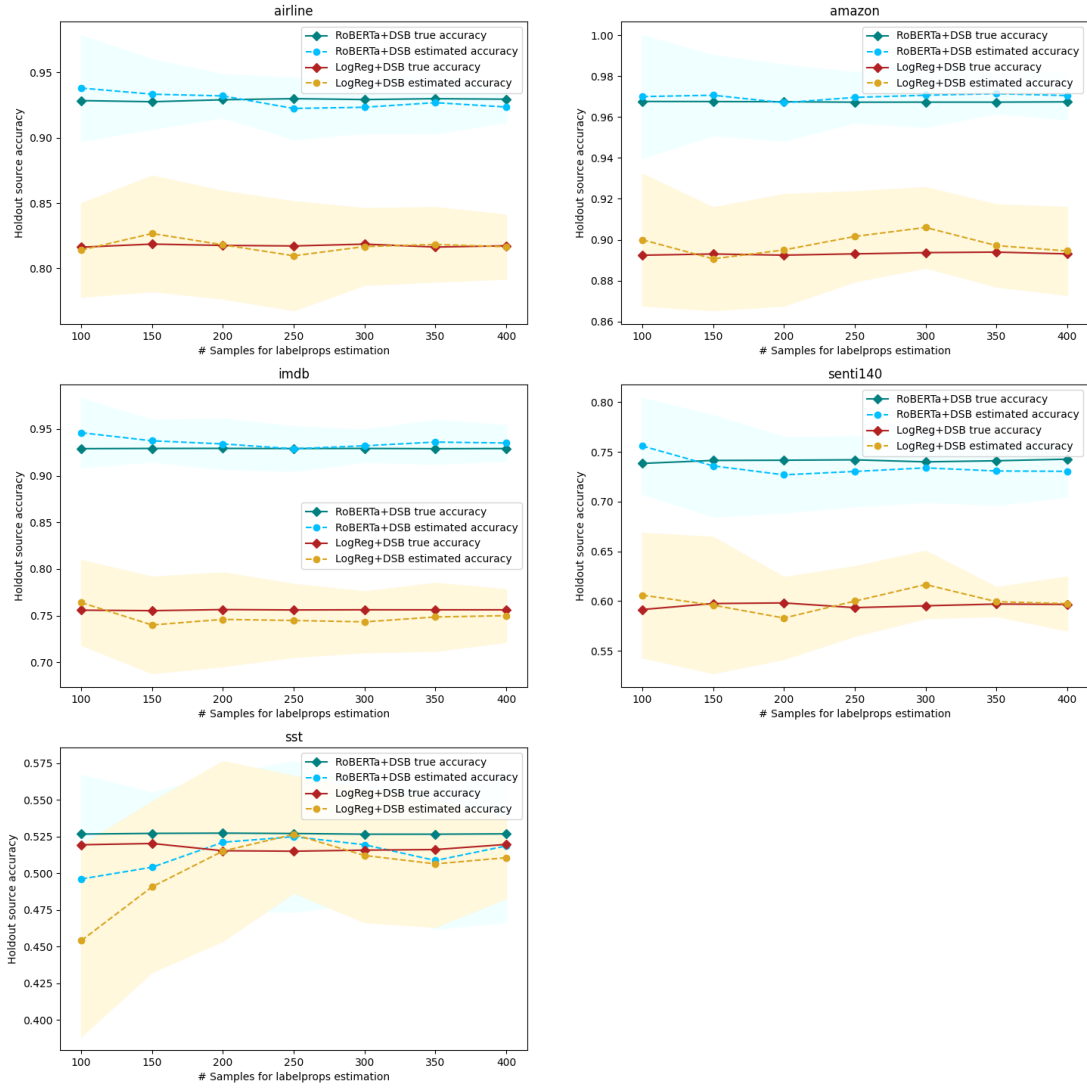 airline
RoBERTa+DSB true accuracy
RoBERTa+DSB estimated accuracy
LogReg+DSB true accuracy
LogReg+DSB estimated accuracy
Holdout source accuracy
0.95
0.90
0.85
0.80
100 150 200 250 300 350 400
# Samples for labelprops estimation
amazon
RoBERTa+DSB true accuracy
RoBERTa+DSB estimated accuracy
LogReg+DSB true accuracy
LogReg+DSB estimated accuracy
Holdout source accuracy
1.00
0.98
0.96
0.94
0.92
0.90
0.88
0.86
100 150 200 250 300 350 400
# Samples for labelprops estimation
imdb
RoBERTa+DSB true accuracy
RoBERTa+DSB estimated accuracy
LogReg+DSB true accuracy
LogReg+DSB estimated accuracy
Holdout source accuracy
0.95
0.90
0.85
0.80
0.75
0.70
100 150 200 250 300 350 400
# Samples for labelprops estimation
senti140
RoBERTa+DSB true accuracy
RoBERTa+DSB estimated accuracy
LogReg+DSB true accuracy
LogReg+DSB estimated accuracy
Holdout source accuracy
0.80
0.75
0.70
0.65
0.60
0.55
100 150 200 250 300 350 400
# Samples for labelprops estimation
sst
RoBERTa+DSB true accuracy
RoBERTa+DSB estimated accuracy
LogReg+DSB true accuracy
LogReg+DSB estimated accuracy
Holdout source accuracy
0.575
0.550
0.525
0.500
0.475
0.450
0.425
0.400
100 150 200 250 300 350 400
# Samples for labelprops estimation